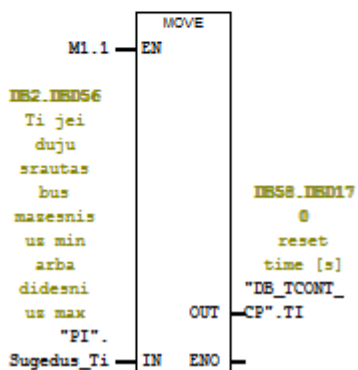 MOVE
M1.1
EN
DB2.DBD56
Ti jei
duju
srautas
bus
mazesnis
uz min
arba
didesni
uz max
"PI".
Sugedus_Ti
IN
DB58.DBD17
0
reset
time [s]
"DB_TCONT_
CP".TI
OUT
ENO